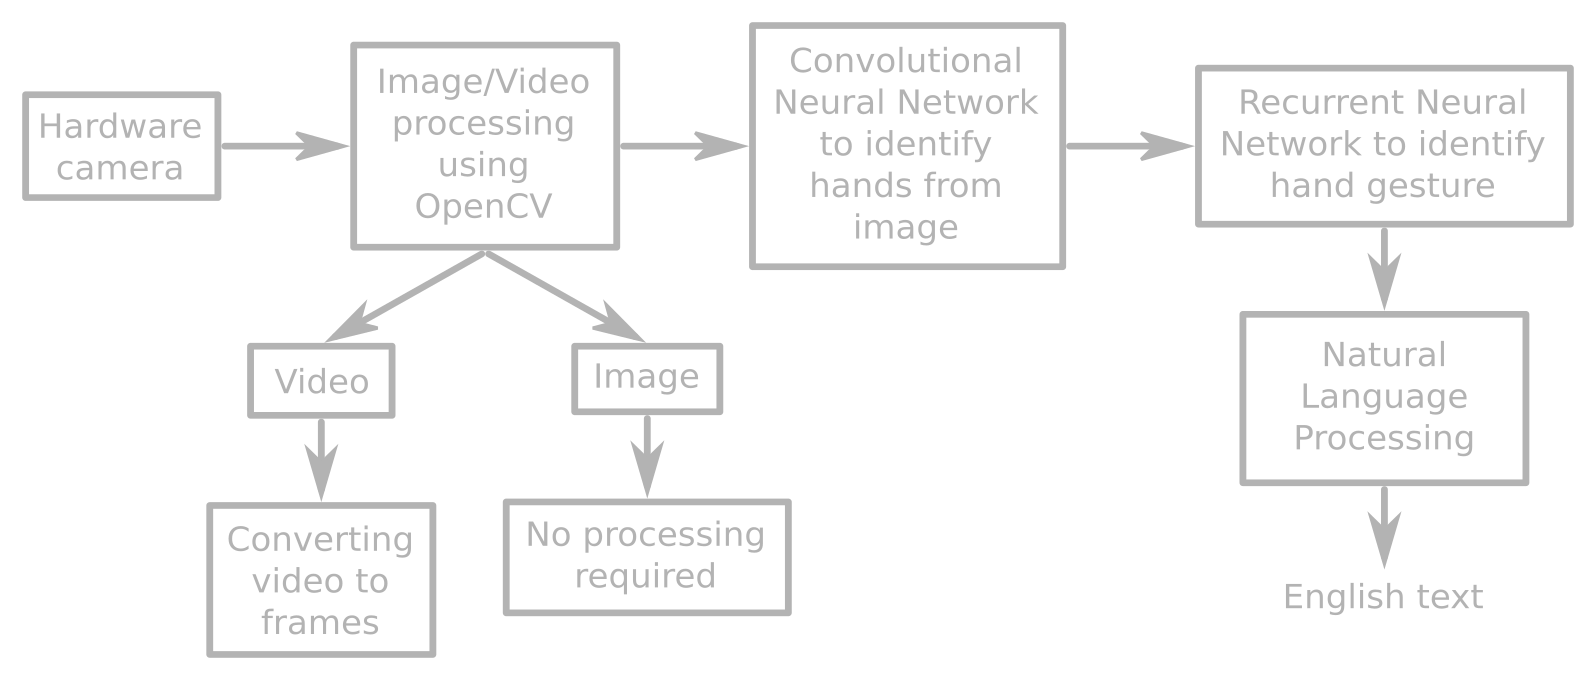 Hardware
camera
Image/Video
processing
using
OpenCV
Convolutional
Neural Network
to identify
hands from
image
Recurrent Neural
Network to identify
hand gesture
Video
Image
Natural
Language
Processing
Converting
video to
frames
No processing
required
English text